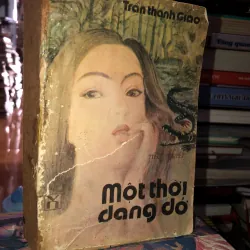 Trần thanh Giao
Một thời
dang dở